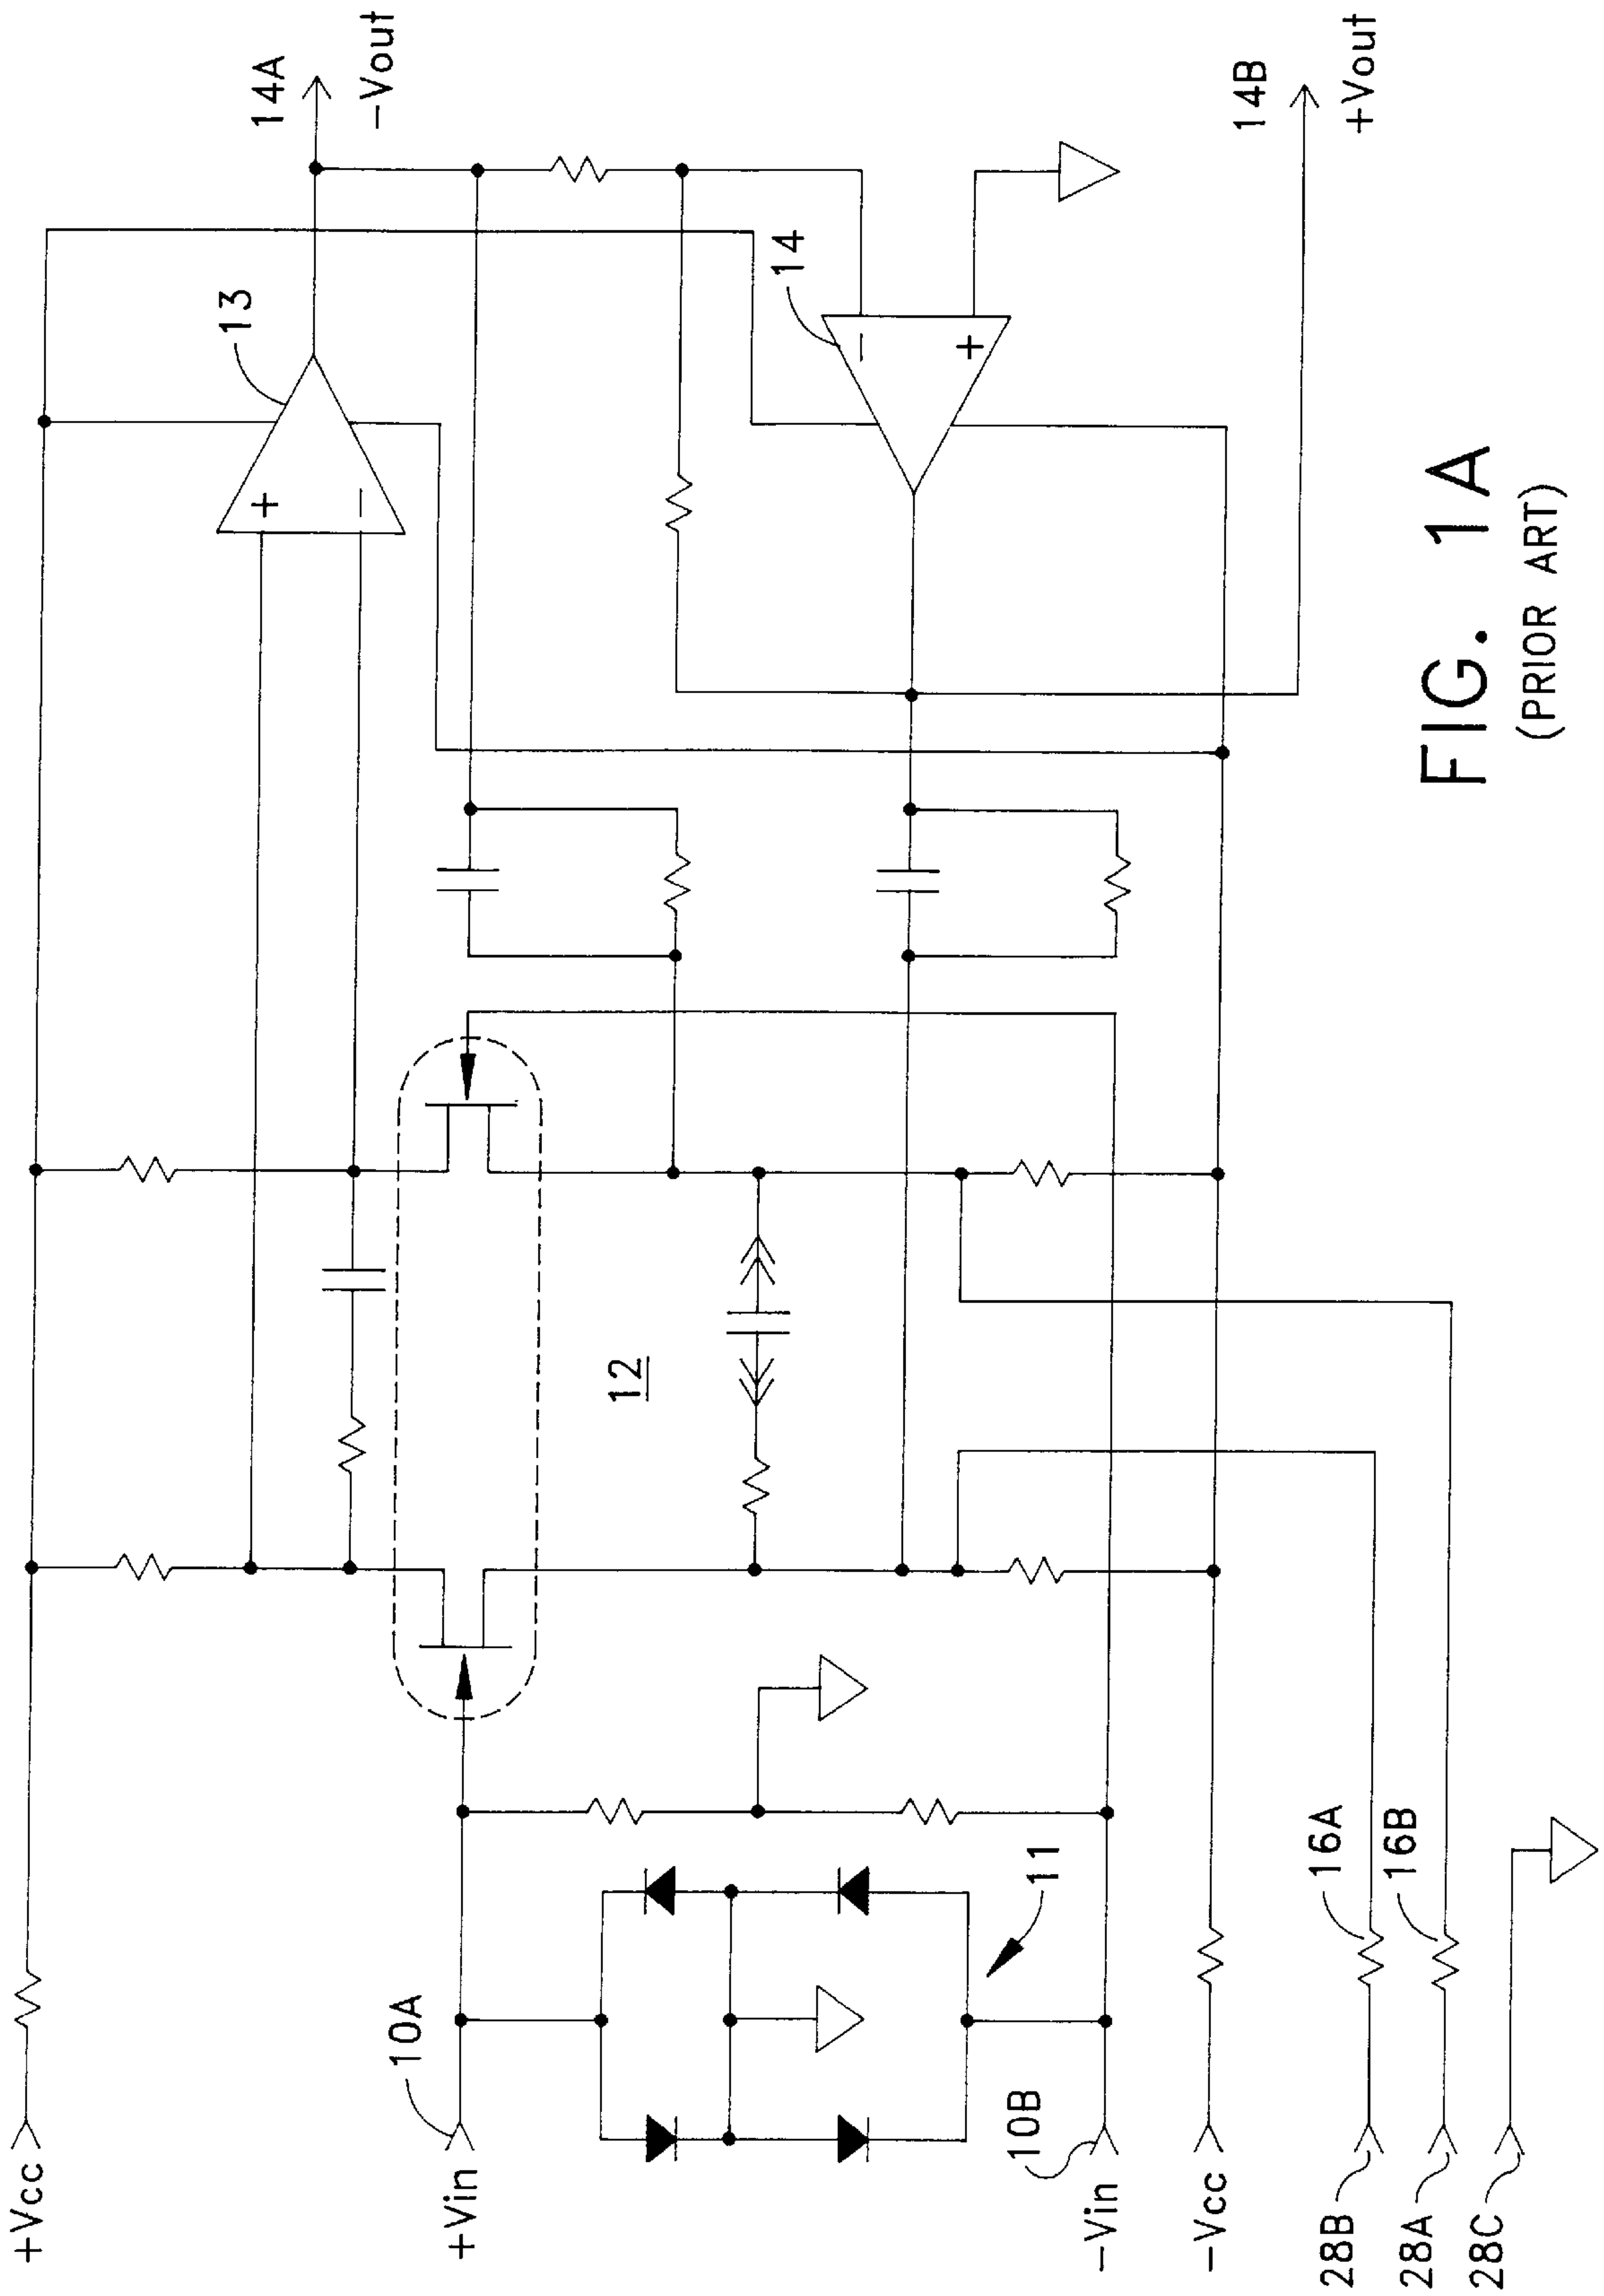 +Vcc
+Vin
10A
-Vin
10B
-Vcc
28B
28A
28C
11
16A
16B
12
13
+
−
14
−
+
14A
-Vout
14B
+Vout
FIG. 1A
(PRIOR ART)